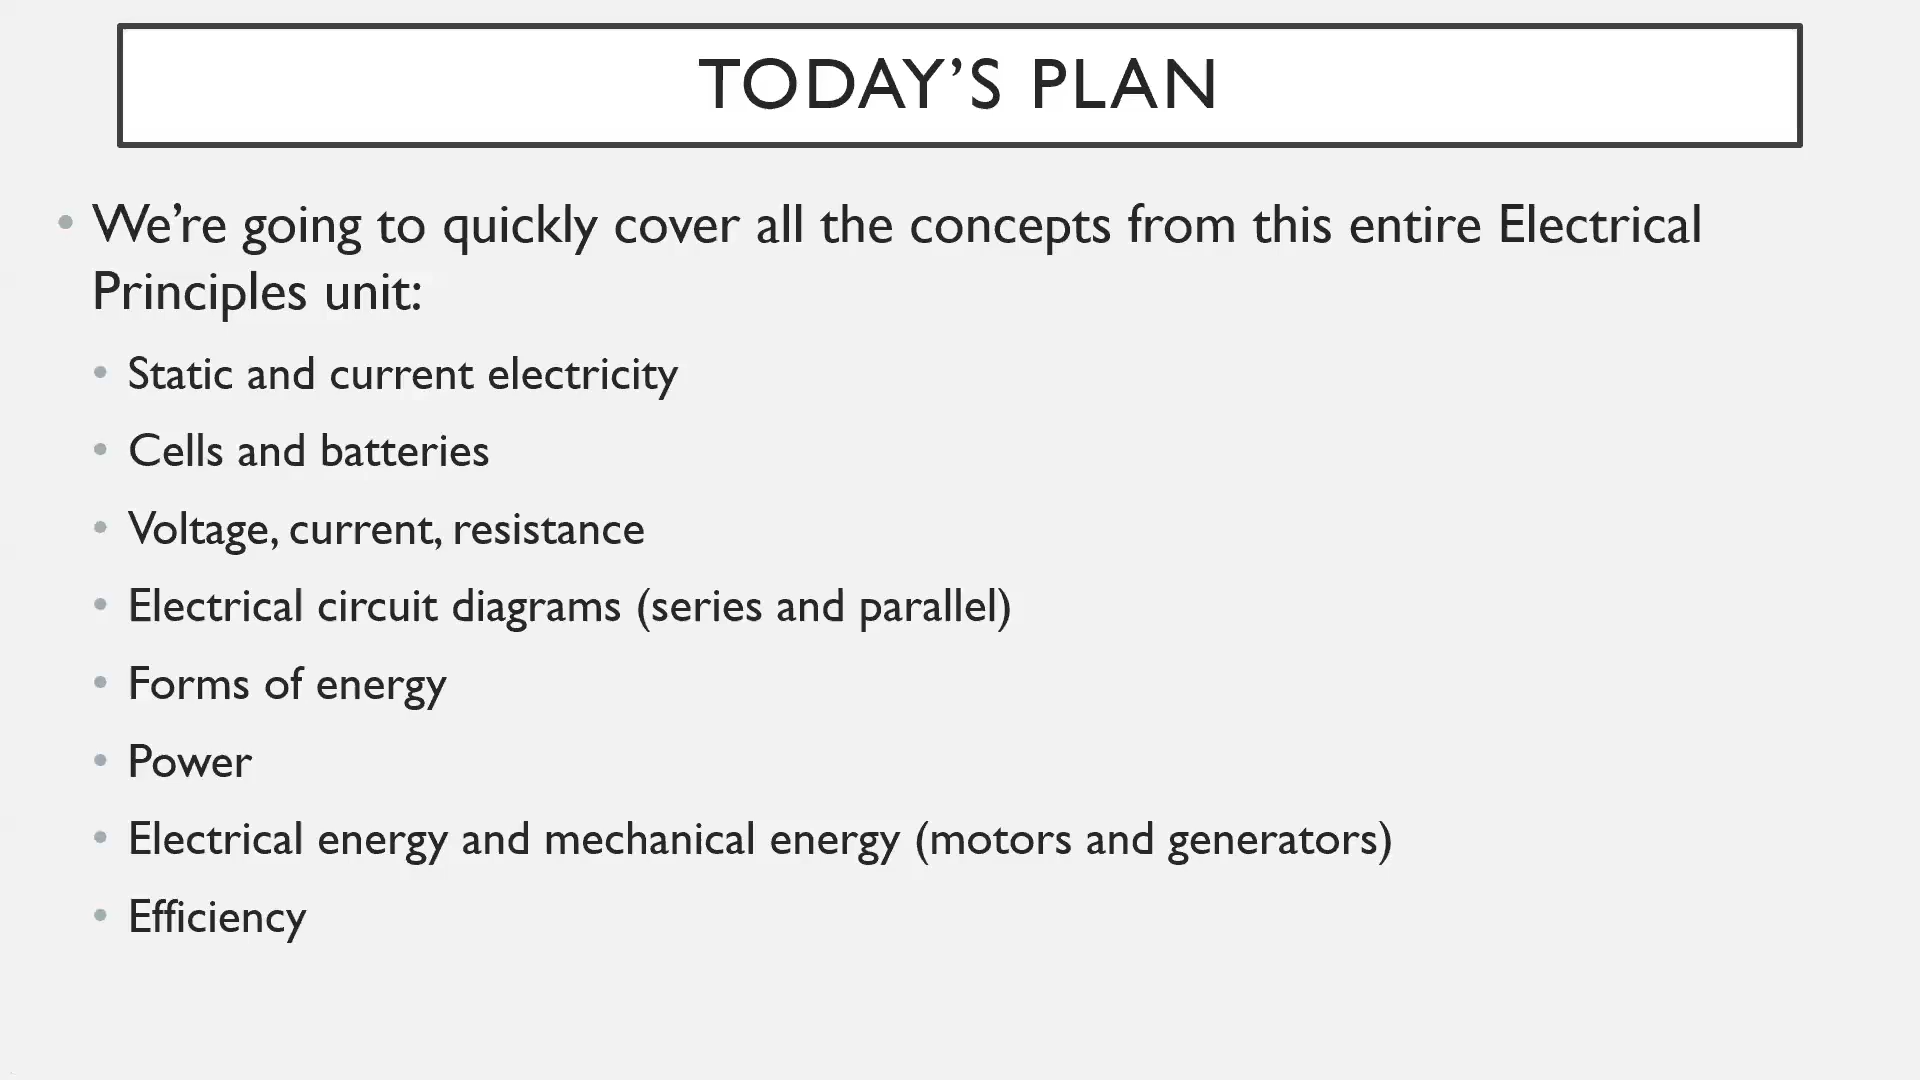 TODAY'S PLAN
• We're going to quickly cover all the concepts from this entire Electrical
Principles unit:
• Static and current electricity
• Cells and batteries
• Voltage, current, resistance
• Electrical circuit diagrams (series and parallel)
• Forms of energy
• Power
• Electrical energy and mechanical energy (motors and generators)
• Efficiency